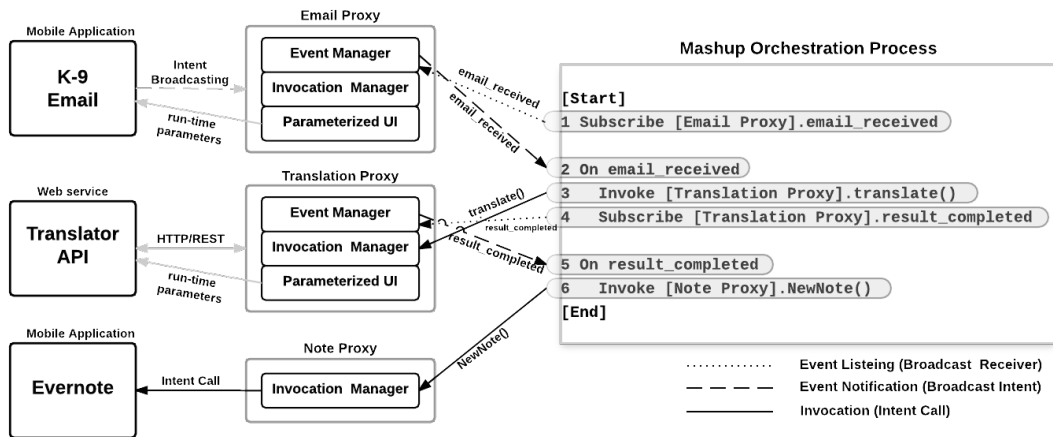 Email Proxy
Mobile Application
K-9
Email
Intent
Broadcasting
run-time
parameters
Event Manager
Invocation Manager
Parameterized UI
email_received
email_received
Web service
Translator
API
HTTP/REST
run-time
parameters
Translation Proxy
Event Manager
Invocation Manager
Parameterized UI
translate()
result_completed
result_completed
Mobile Application
Evernote
Intent Call
Note Proxy
Invocation Manager
NewNote()
Mashup Orchestration Process
[Start]
1 Subscribe [Email Proxy].email_received
2 On email_received
3 Invoke [Translation Proxy].translate()
4 Subscribe [Translation Proxy].result_completed
5 On result_completed
6 Invoke [Note Proxy].NewNote()
[End]
Event Listeing (Broadcast Receiver)
Event Notification (Broadcast Intent)
Invocation (Intent Call)